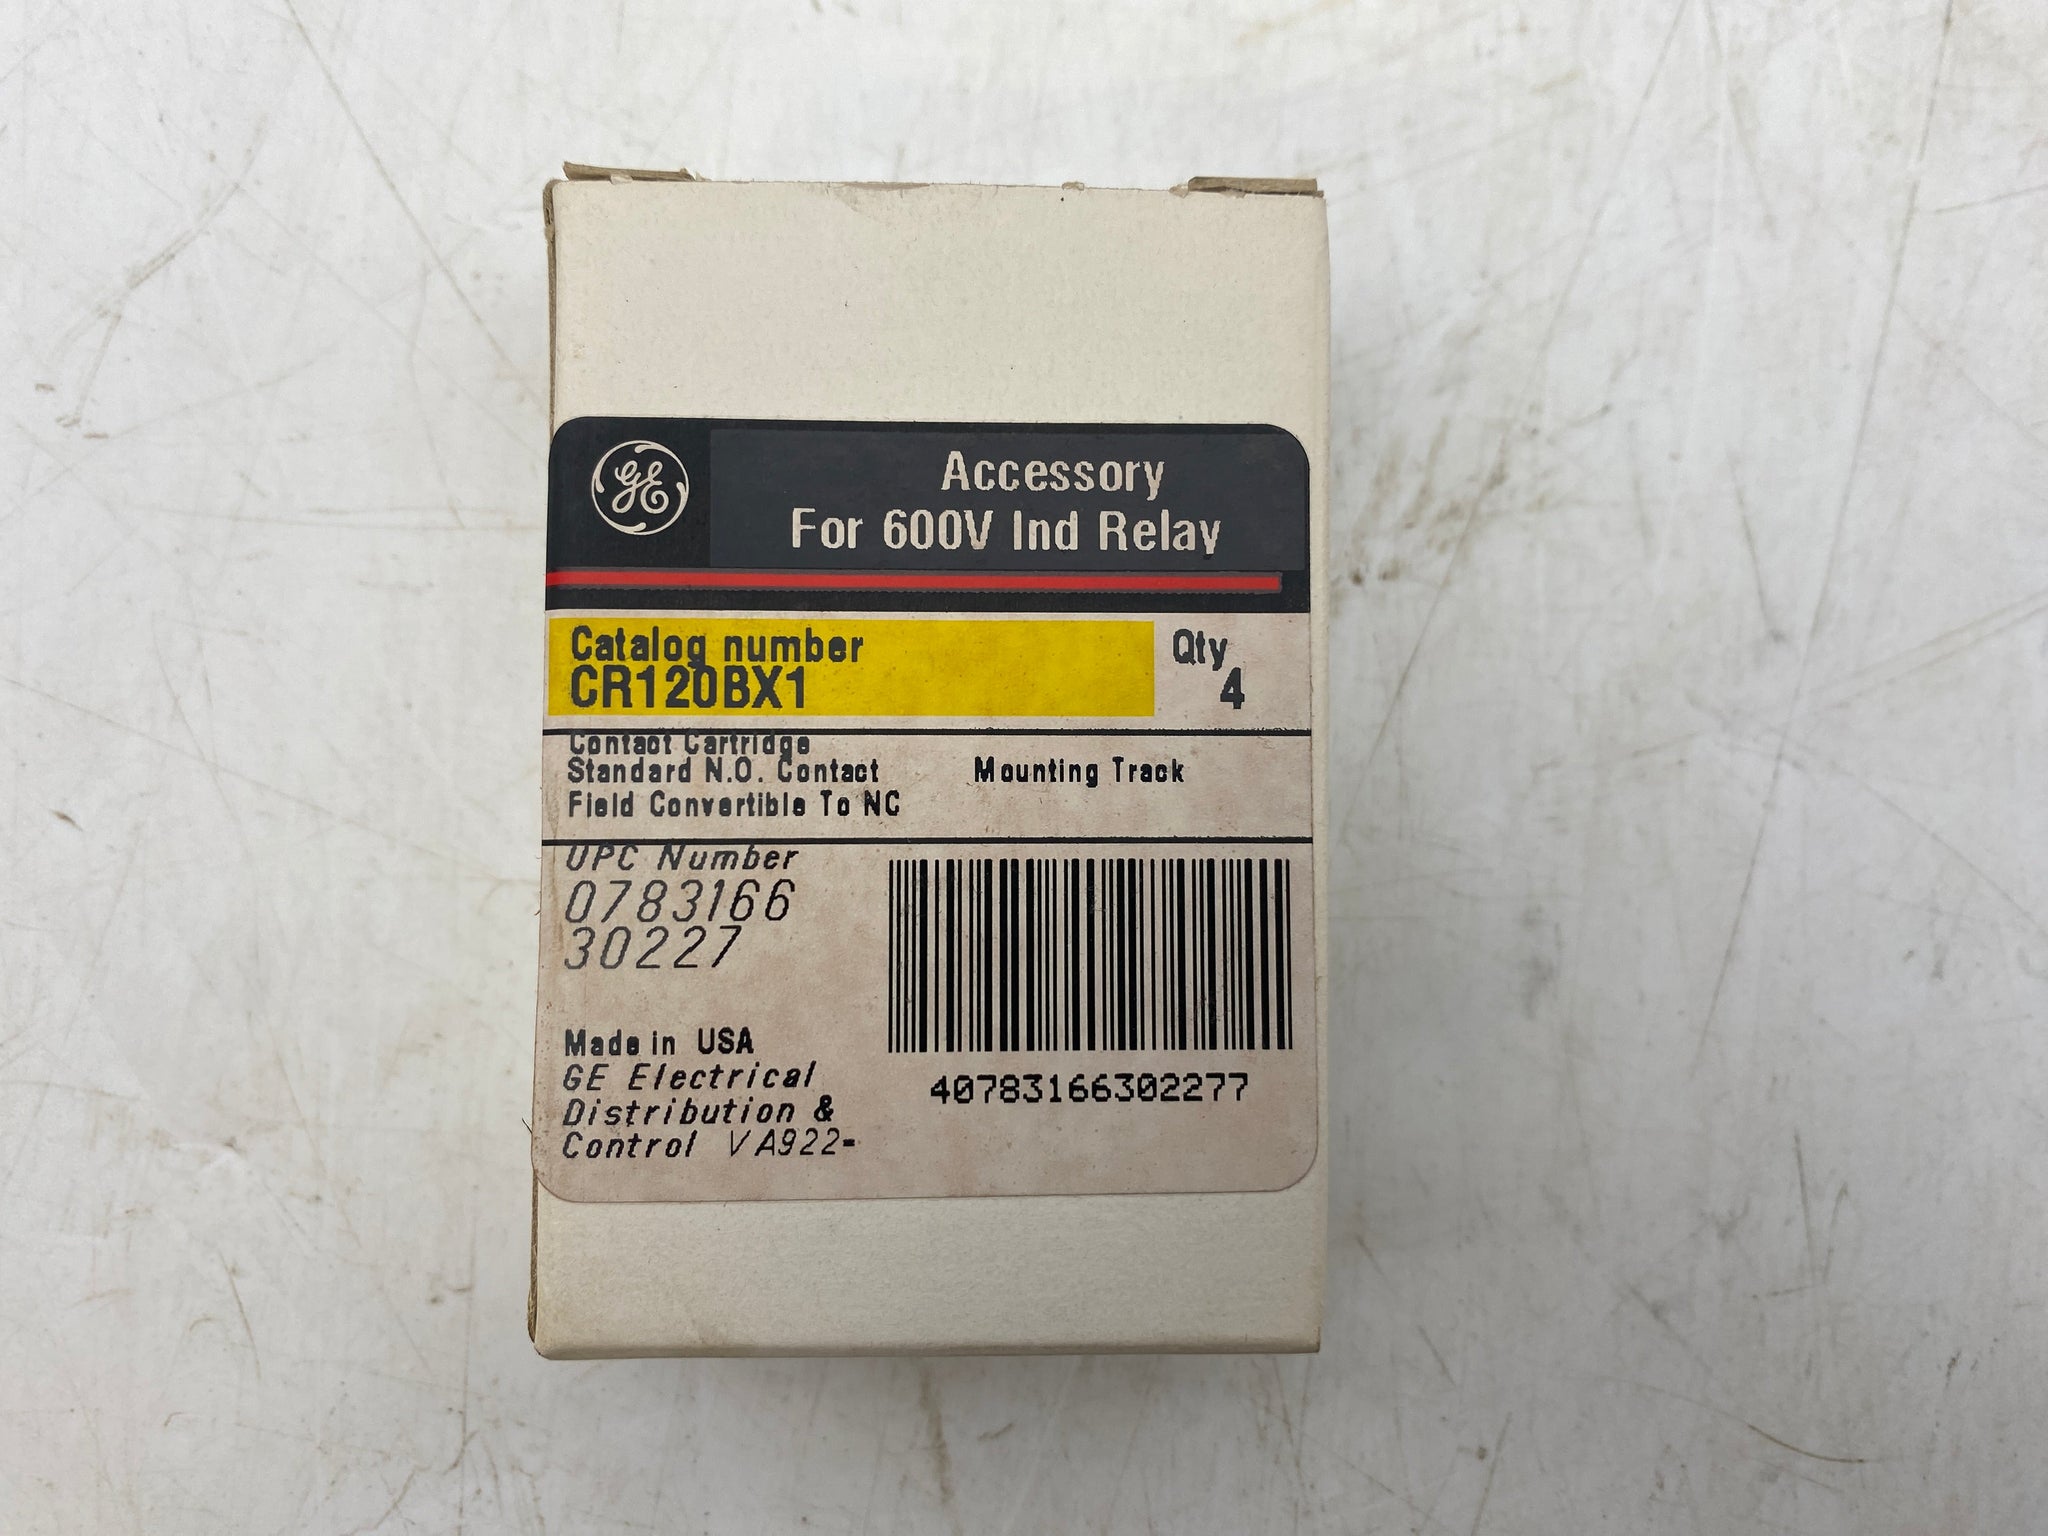 GE
Accessory
For 600V Ind Relay
Catalog number
CR120BX1
Qty
4
Contact Cartridge
Standard N.O. Contact
Mounting Track
Field Convertible To NC
UPC Number
0783166
30227
Made in USA
GE Electrical
Distribution &
Control VA922-
40783166302277